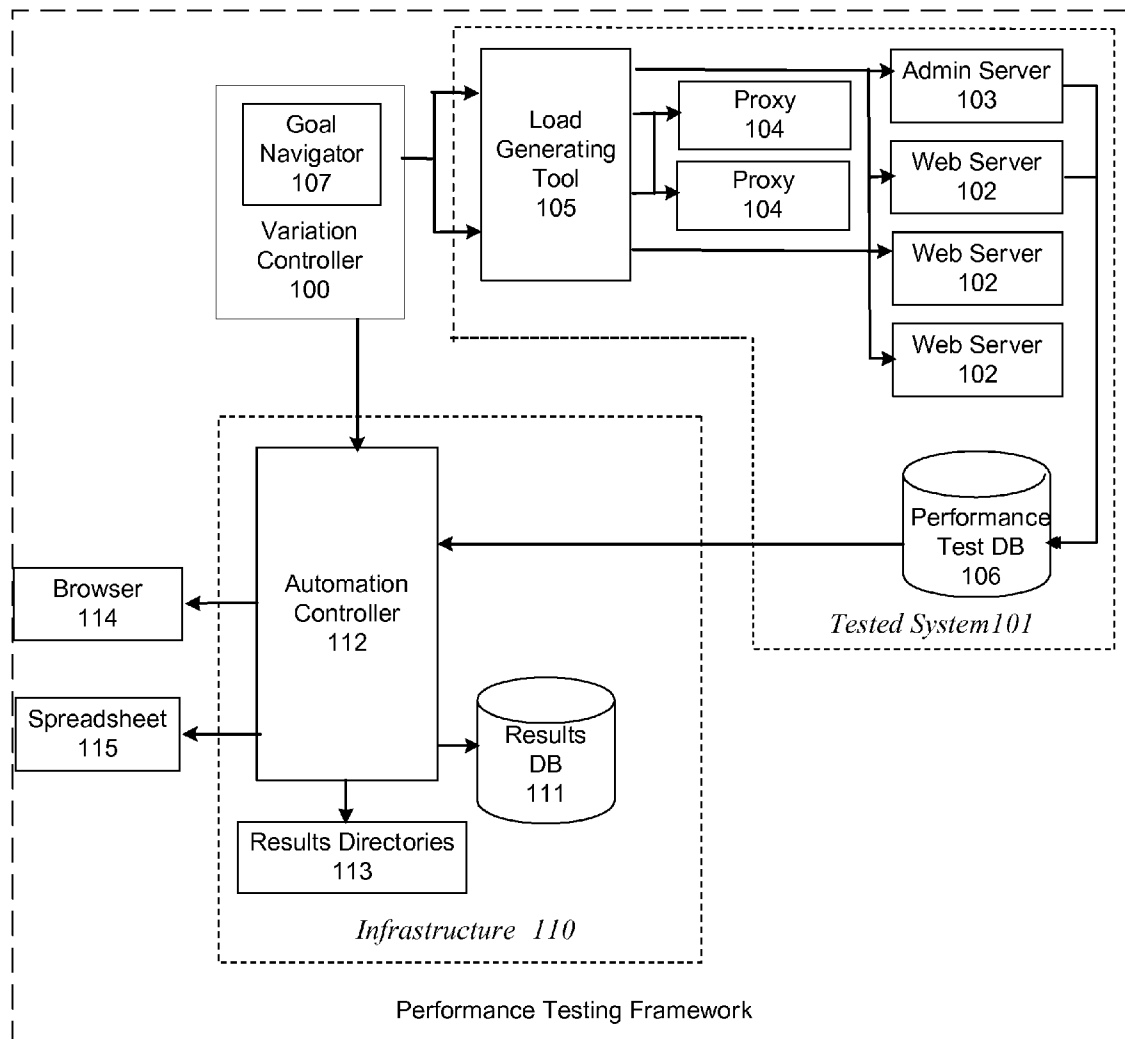 Goal
Navigator
107
Variation
Controller
100
Load
Generating
Tool
105
Proxy
104
Proxy
104
Admin Server
103
Web Server
102
Web Server
102
Web Server
102
Performance
Test DB
106
Tested System101
Automation
Controller
112
Browser
114
Spreadsheet
115
Results
DB
111
Results Directories
113
Infrastructure 110
Performance Testing Framework